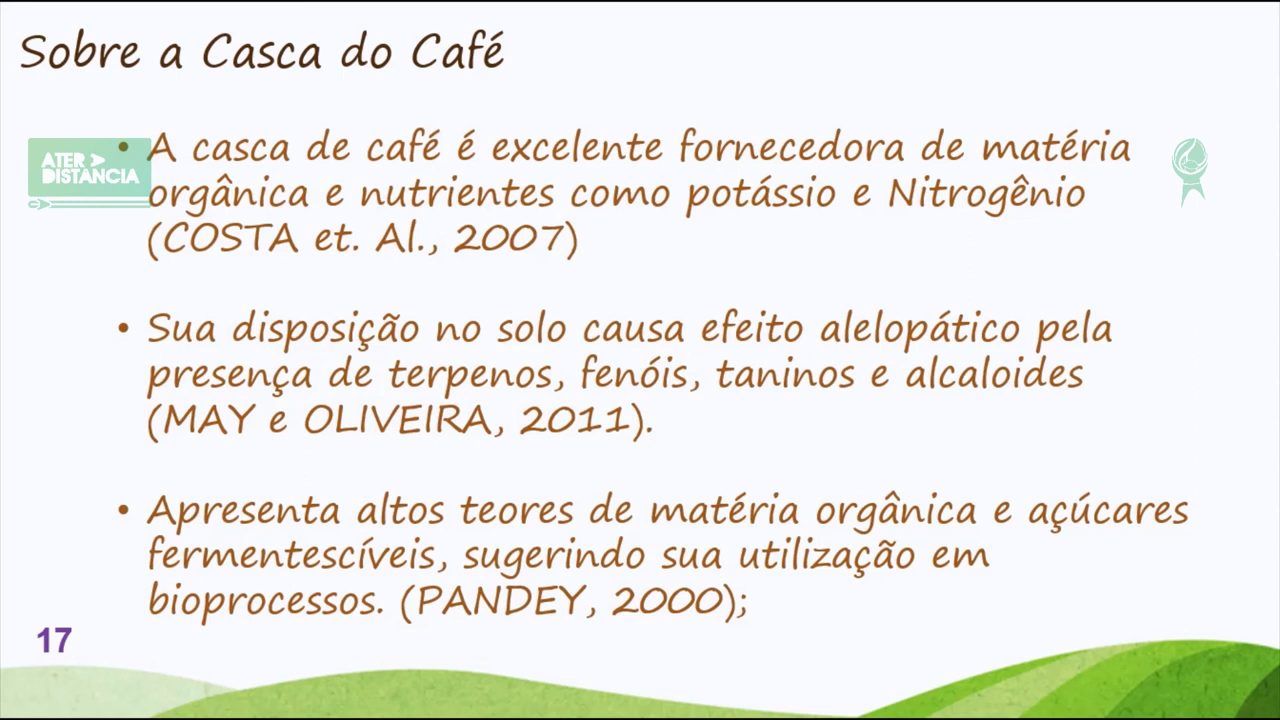 Sobre a Casca do Café
ATER
DISTANCIA
• A casca de café é excelente fornecedora de matéria
orgânica e nutrientes como potássio e Nitrogênio
(COSTA et. Al., 2007)
• Sua disposição no solo causa efeito alelopático pela
presença de terpenos, fenóis, taninos e alcaloides
(MAY e OLIVEIRA, 2011).
• Apresenta altos teores de matéria orgânica e açúcares
fermentescíveis, sugerindo sua utilização em
bioprocessos. (PANDEY, 2000);
17